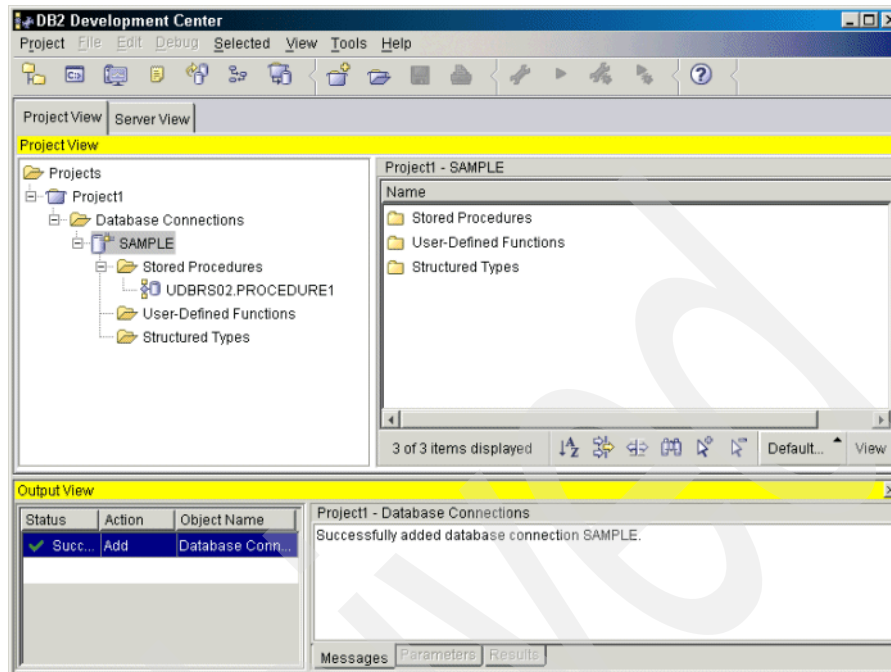 DB2 Development Center
Project File Edit Debug Selected View Tools Help
Project View Server View
Project View
Projects
Project1
Database Connections
SAMPLE
Stored Procedures
UDBRS02.PROCEDURE1
User-Defined Functions
Structured Types
Project1 - SAMPLE
Name
Stored Procedures
User-Defined Functions
Structured Types
3 of 3 items displayed Default... View
Output View
Status Action Object Name
Succ... Add Database Conn...
Project1 - Database Connections
Successfully added database connection SAMPLE.
Messages Parameters Results